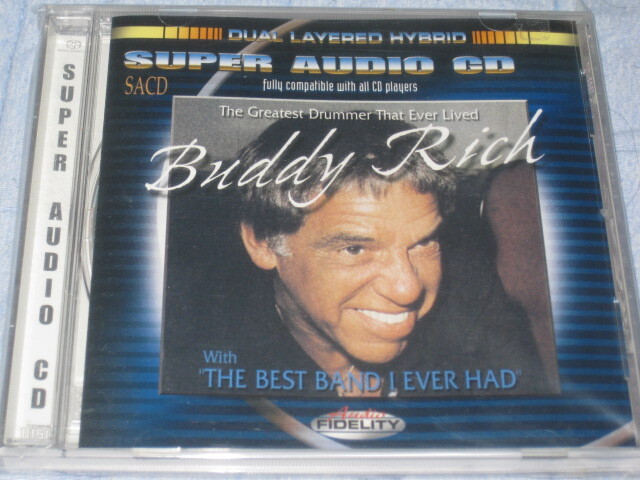 DUAL LAYERED HYBRID
SUPER AUDIO CD
SACD
fully compatible with all CD players
The Greatest Drummer That Ever Lived
Buddy Rich
With
"THE BEST BAND I EVER HAD"
Audio
FIDELITY
SUPER AUDIO CD